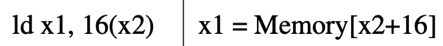 ld x1, 16(x2) x1 = Memory[x2+16]